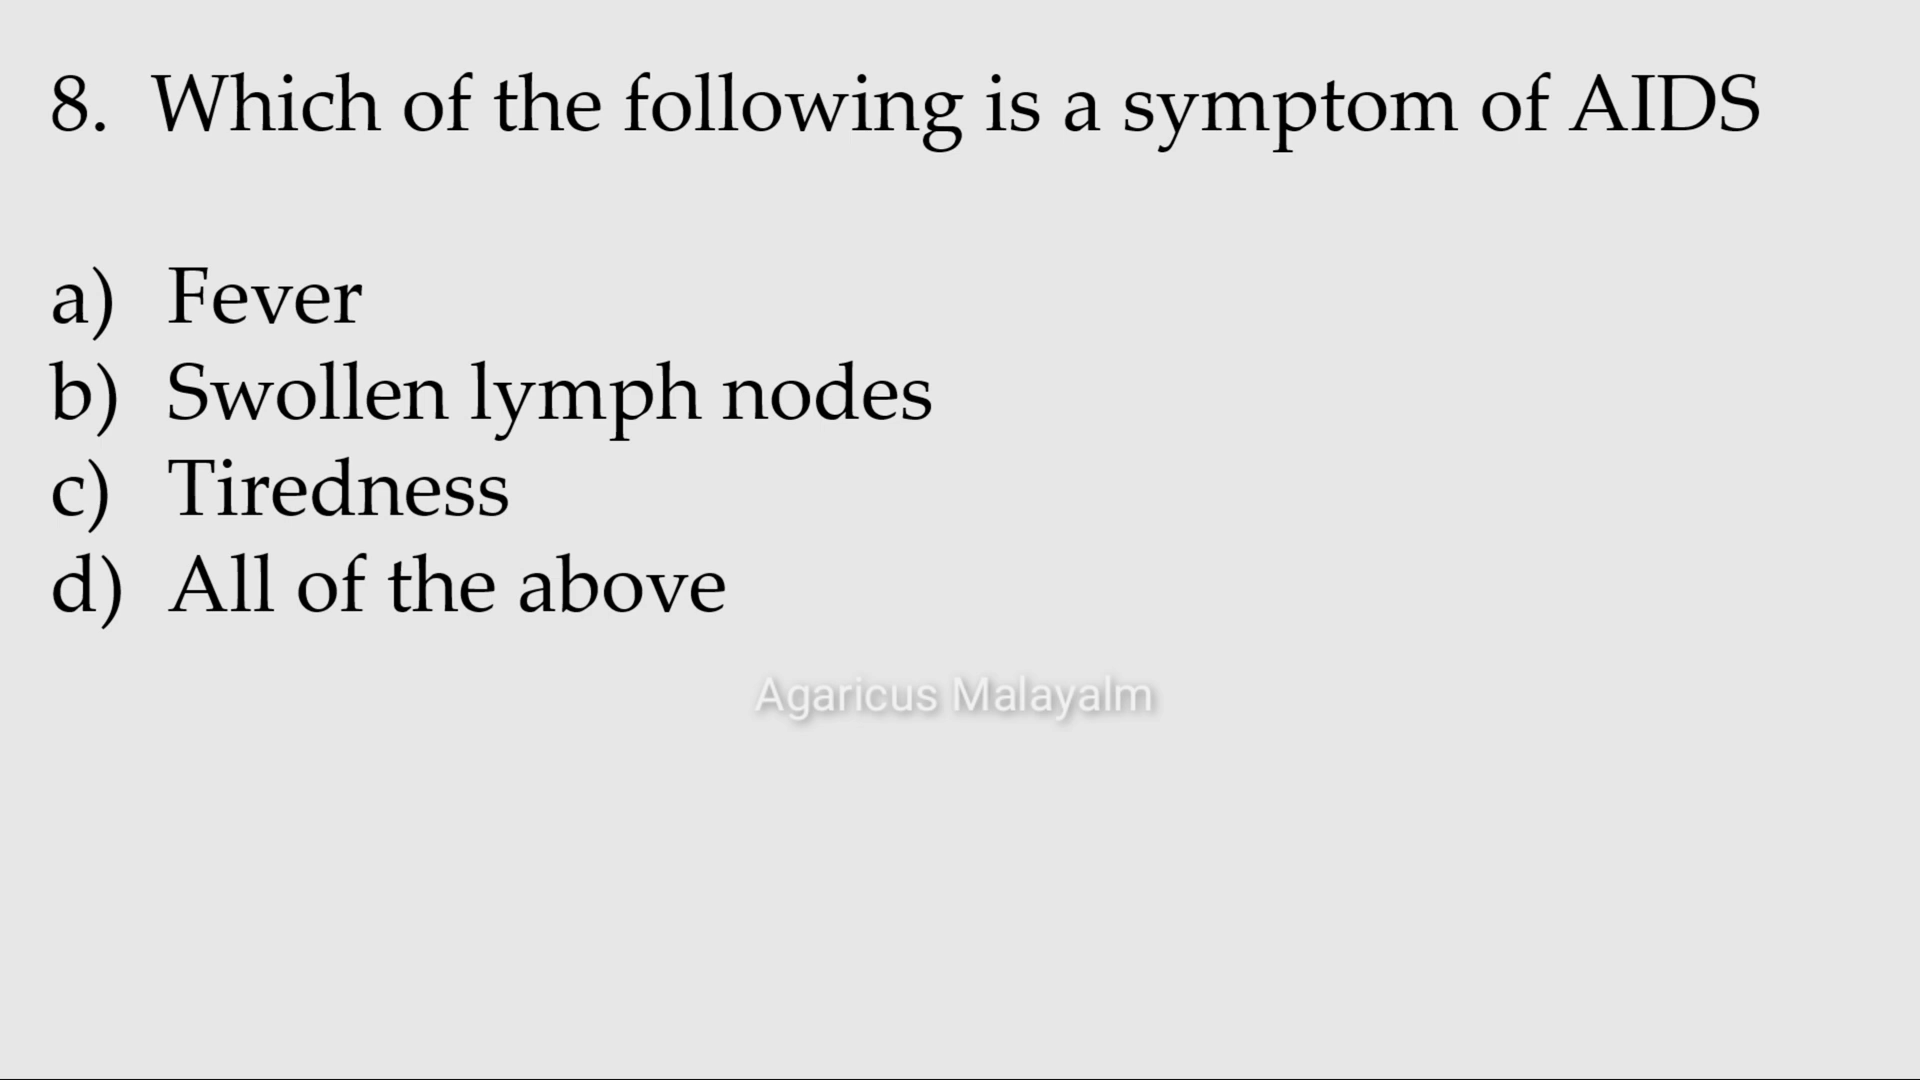 8. Which of the following is a symptom of AIDS
a) Fever
b) Swollen lymph nodes
c) Tiredness
d) All of the above
Agaricus Malayalm